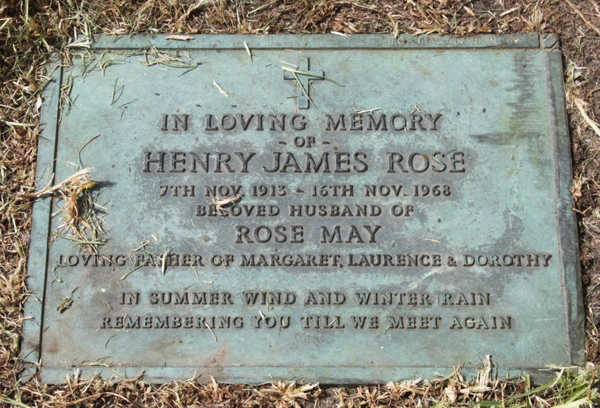 IN LOVING MEMORY
- OF -
HENRY JAMES ROSE
7TH NOV. 1913 - 16TH NOV. 1968
BELOVED HUSBAND OF
ROSE MAY
LOVING FATHER OF MARGARET, LAURENCE & DOROTHY
IN SUMMER WIND AND WINTER RAIN
REMEMBERING YOU TILL WE MEET AGAIN